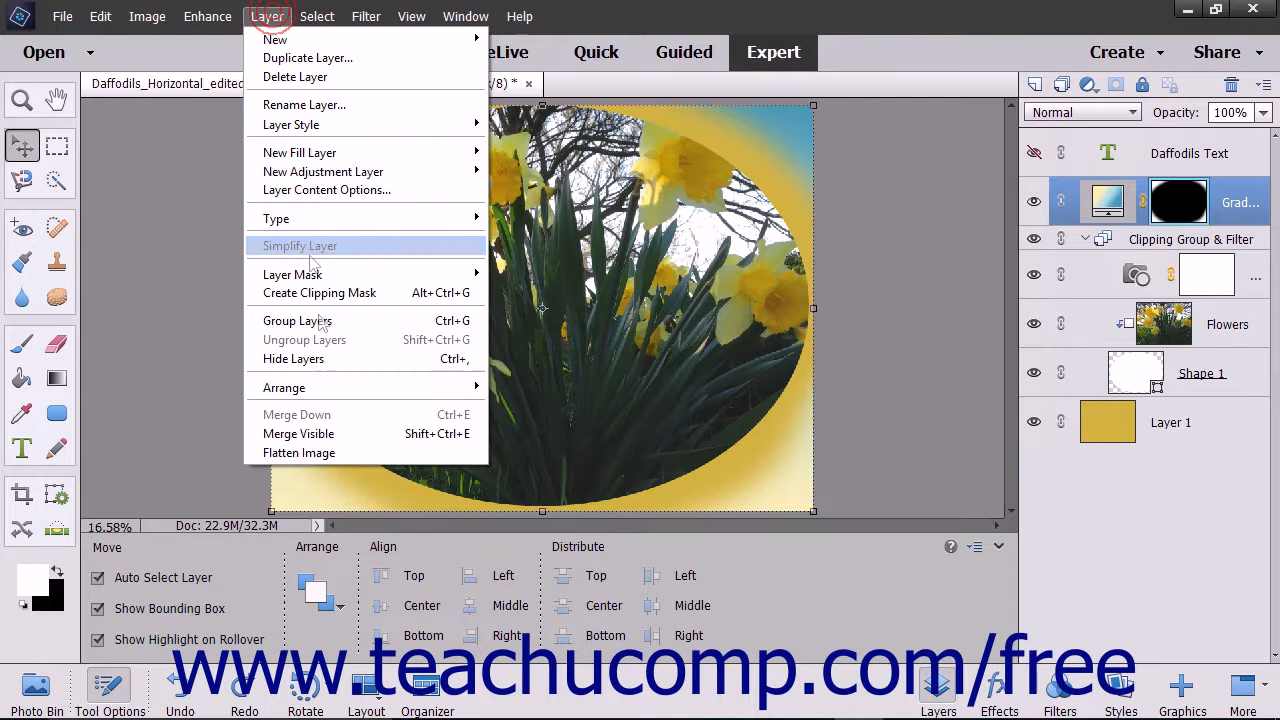 File Edit Image Enhance Layer Select Filter View Window Help
Open eLive Quick Guided Expert Create Share
Daffodils_Horizontal_edited /8) *
New
Duplicate Layer...
Delete Layer
Rename Layer...
Layer Style
New Fill Layer
New Adjustment Layer
Layer Content Options...
Type
Simplify Layer
Layer Mask
Create Clipping Mask Alt+Ctrl+G
Group Layers Ctrl+G
Ungroup Layers Shift+Ctrl+G
Hide Layers Ctrl+,
Arrange
Merge Down Ctrl+E
Merge Visible Shift+Ctrl+E
Flatten Image
Normal Opacity: 100%
Daffodils Text
Grad...
Clipping Group & Filter
...
Flowers
Shape 1
Layer 1
16.58% Doc: 22.9M/32.3M
Move Arrange Align Distribute
Auto Select Layer Top Left Top Left
Show Bounding Box Center Middle Center Middle
Show Highlight on Rollover Bottom Right Bottom Right
www.teachucomp.com/free
Photo Bin Tool Options Undo Redo Rotate Layout Organizer Layers Effects Filters Styles Graphics More